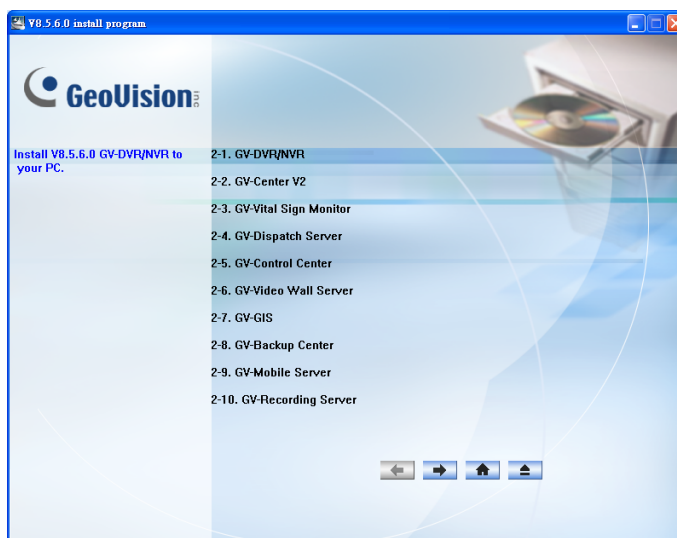 V8.5.6.0 install program
GeoVision inc
Install V8.5.6.0 GV-DVR/NVR to
your PC.
2-1. GV-DVR/NVR
2-2. GV-Center V2
2-3. GV-Vital Sign Monitor
2-4. GV-Dispatch Server
2-5. GV-Control Center
2-6. GV-Video Wall Server
2-7. GV-GIS
2-8. GV-Backup Center
2-9. GV-Mobile Server
2-10. GV-Recording Server